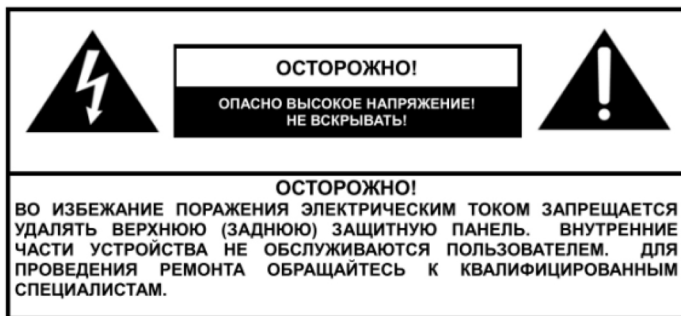 ОСТОРОЖНО!
ОПАСНО ВЫСОКОЕ НАПРЯЖЕНИЕ!
НЕ ВСКРЫВАТЬ!
ОСТОРОЖНО!
ВО ИЗБЕЖАНИЕ ПОРАЖЕНИЯ ЭЛЕКТРИЧЕСКИМ ТОКОМ ЗАПРЕЩАЕТСЯ
УДАЛЯТЬ ВЕРХНЮЮ (ЗАДНЮЮ) ЗАЩИТНУЮ ПАНЕЛЬ. ВНУТРЕННИЕ
ЧАСТИ УСТРОЙСТВА НЕ ОБСЛУЖИВАЮТСЯ ПОЛЬЗОВАТЕЛЕМ. ДЛЯ
ПРОВЕДЕНИЯ РЕМОНТА ОБРАЩАЙТЕСЬ К КВАЛИФИЦИРОВАННЫМ
СПЕЦИАЛИСТАМ.